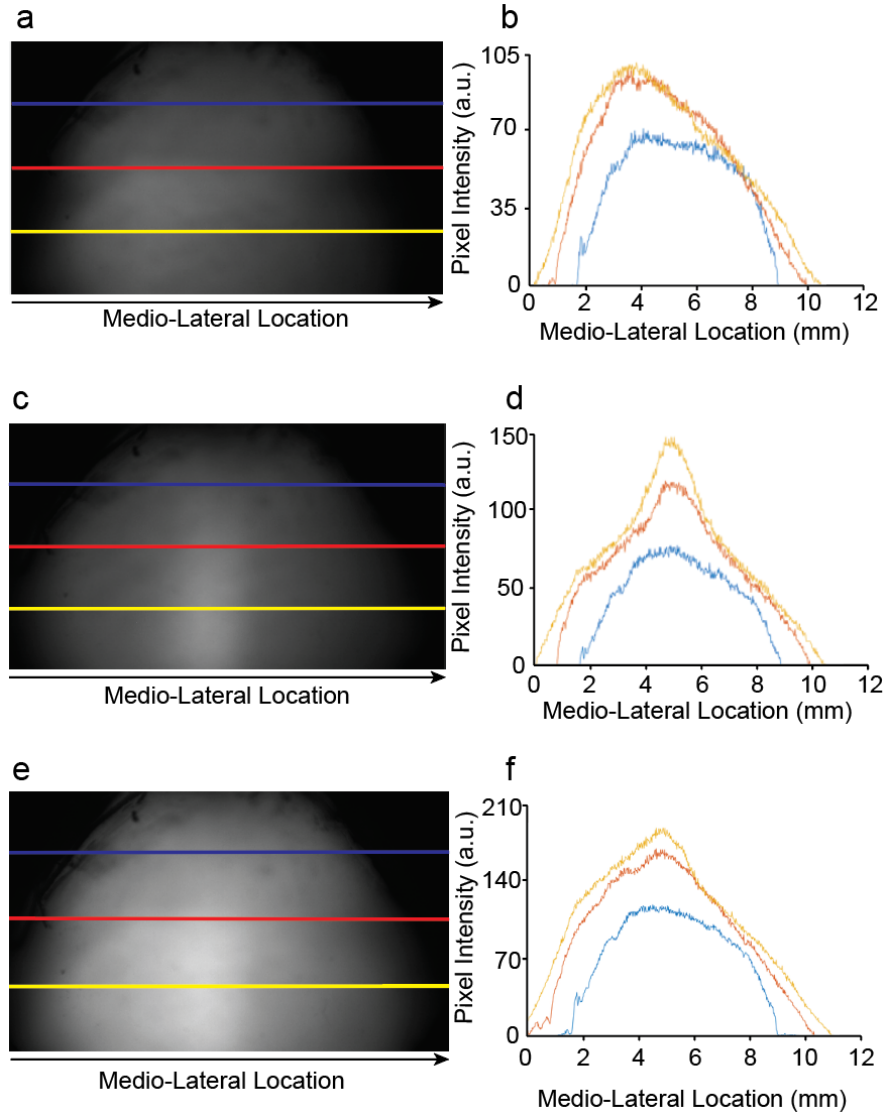 a
Medio-Lateral Location
b
Pixel Intensity (a.u.)
105
70
35
0
0 2 4 6 8 10 12
Medio-Lateral Location (mm)
c
Medio-Lateral Location
d
Pixel Intensity (a.u.)
150
100
50
0
0 2 4 6 8 10 12
Medio-Lateral Location (mm)
e
Medio-Lateral Location
f
Pixel Intensity (a.u.)
210
140
70
0
0 2 4 6 8 10 12
Medio-Lateral Location (mm)